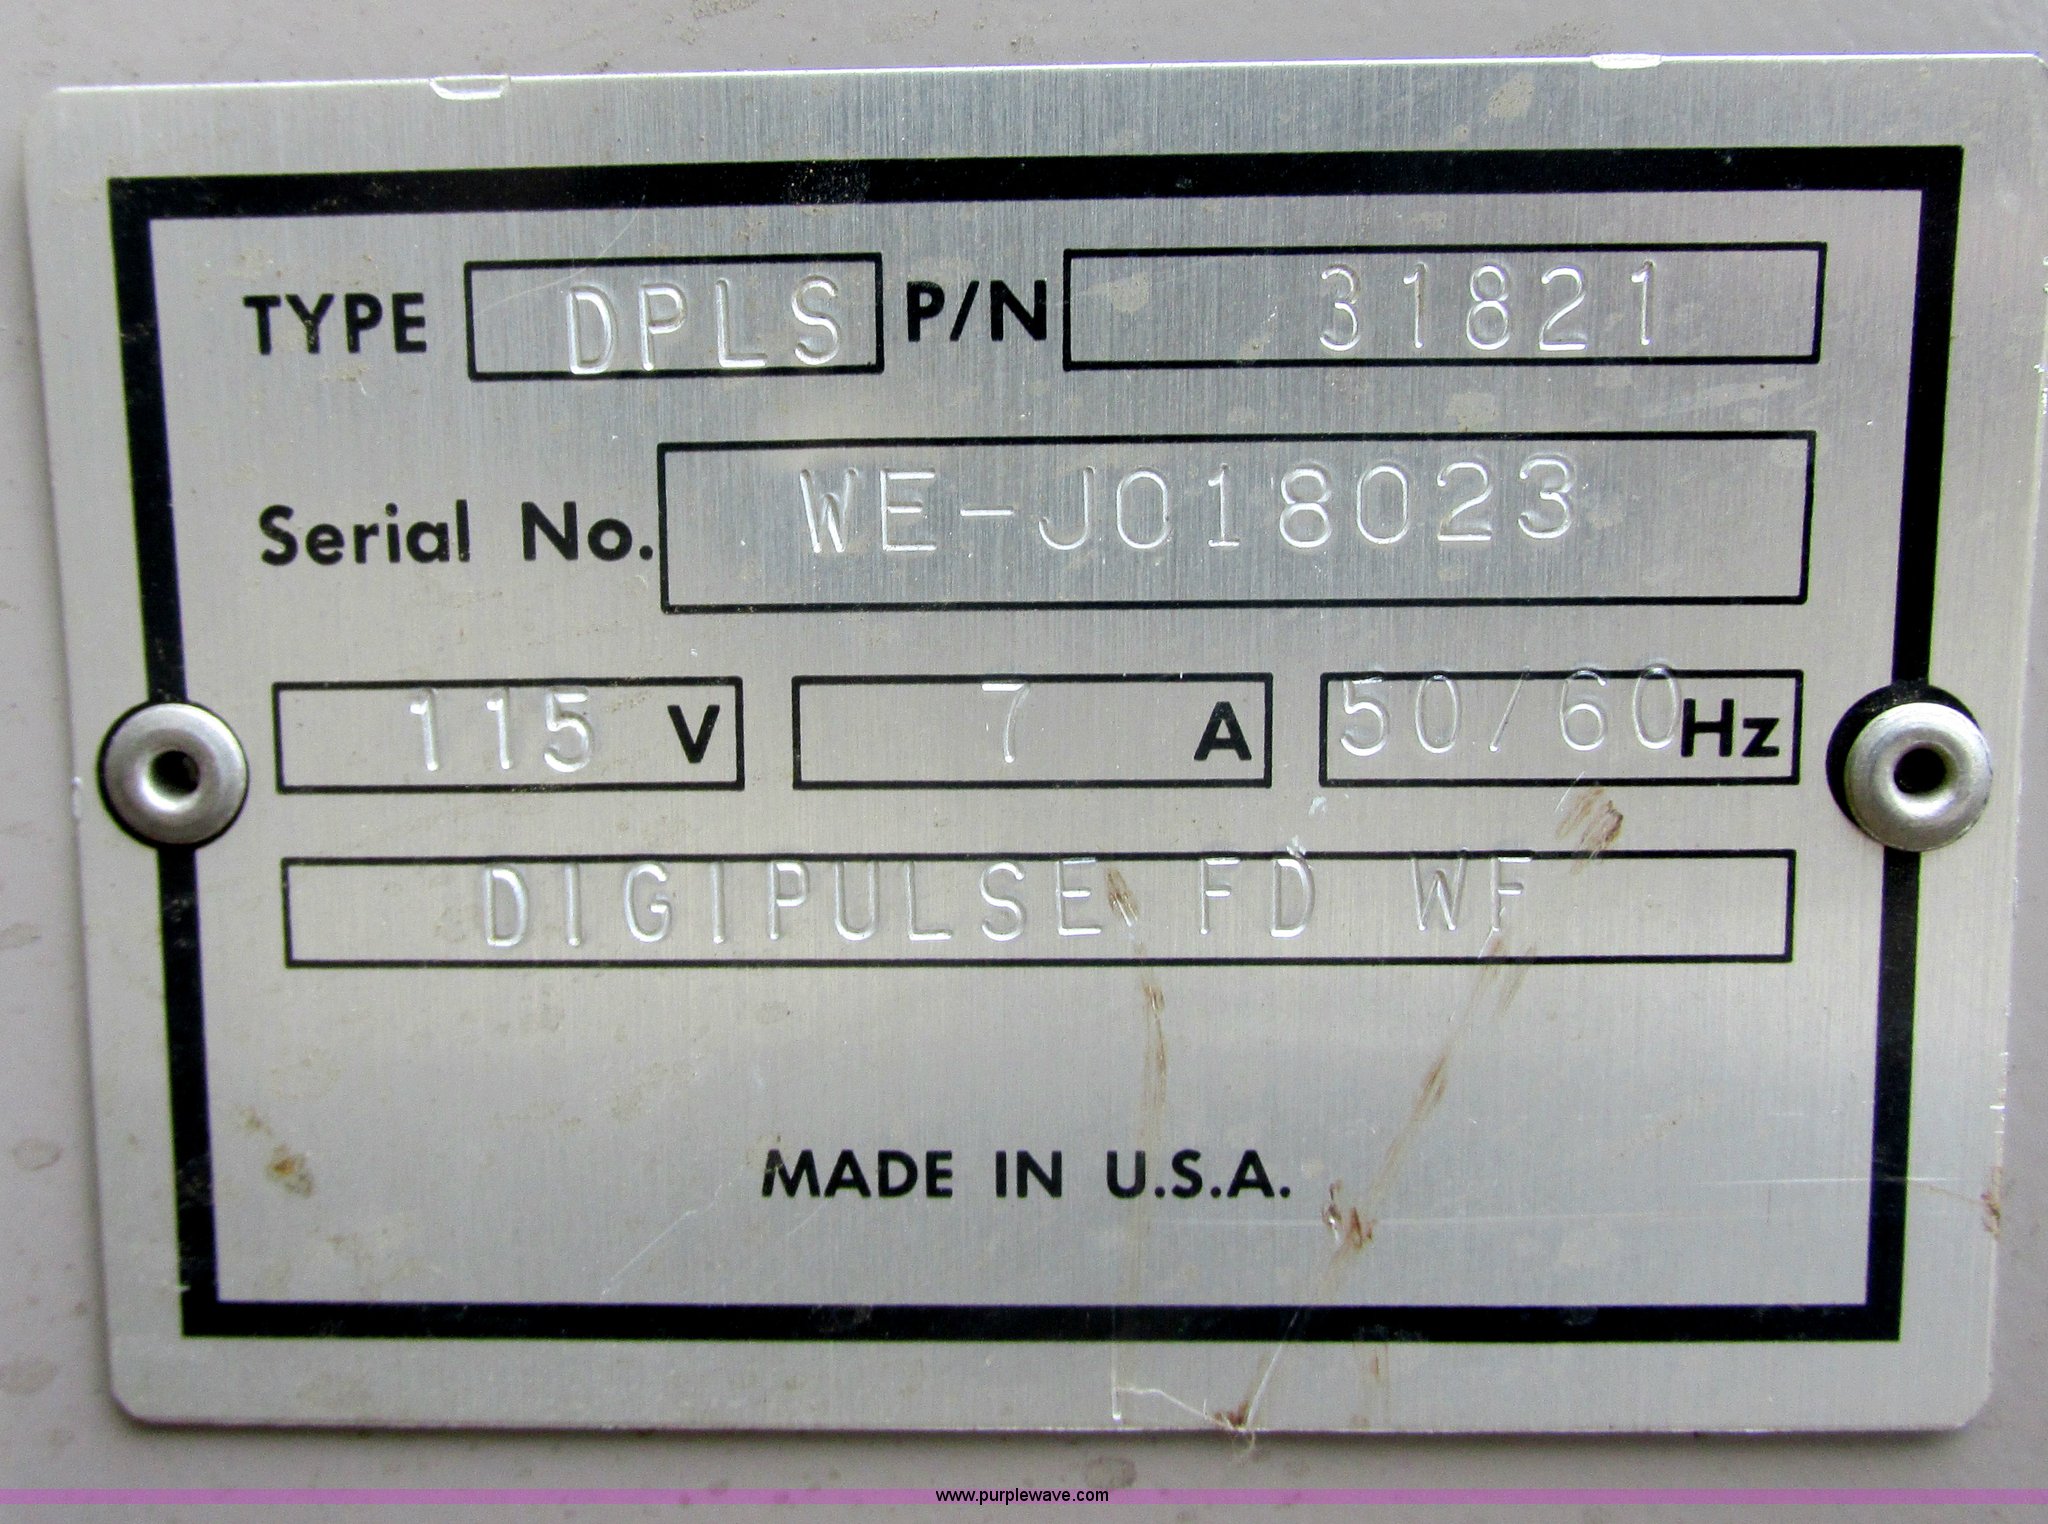 TYPE DPLS P/N 31821
Serial No. WE-J018023
115 V 7 A 50/60 Hz
DIGIPULSE FD WF
MADE IN U.S.A.
www.purplewave.com